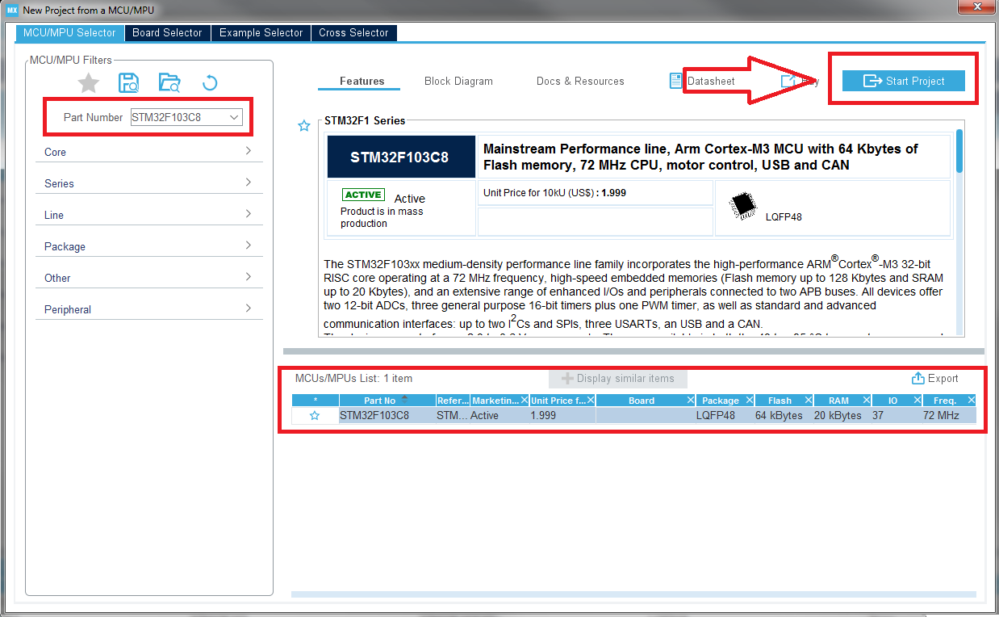 MX New Project from a MCU/MPU
MCU/MPU Selector Board Selector Example Selector Cross Selector
MCU/MPU Filters
Part Number STM32F103C8
Core
Series
Line
Package
Other
Peripheral
Features Block Diagram Docs & Resources Datasheet
Start Project
STM32F1 Series
STM32F103C8
Mainstream Performance line, Arm Cortex-M3 MCU with 64 Kbytes of
Flash memory, 72 MHz CPU, motor control, USB and CAN
ACTIVE Active
Product is in mass
production
Unit Price for 10kU (US$) : 1.999
LQFP48
The STM32F103xx medium-density performance line family incorporates the high-performance ARM®Cortex®-M3 32-bit
RISC core operating at a 72 MHz frequency, high-speed embedded memories (Flash memory up to 128 Kbytes and SRAM
up to 20 Kbytes), and an extensive range of enhanced I/Os and peripherals connected to two APB buses. All devices offer
two 12-bit ADCs, three general purpose 16-bit timers plus one PWM timer, as well as standard and advanced
communication interfaces: up to two I2Cs and SPIs, three USARTs, an USB and a CAN.
MCUs/MPUs List: 1 item
Display similar items
Export
* Part No Refer... Marketin... Unit Price f... Board Package Flash RAM IO Freq.
STM32F103C8 STM... Active 1.999 LQFP48 64 kBytes 20 kBytes 37 72 MHz